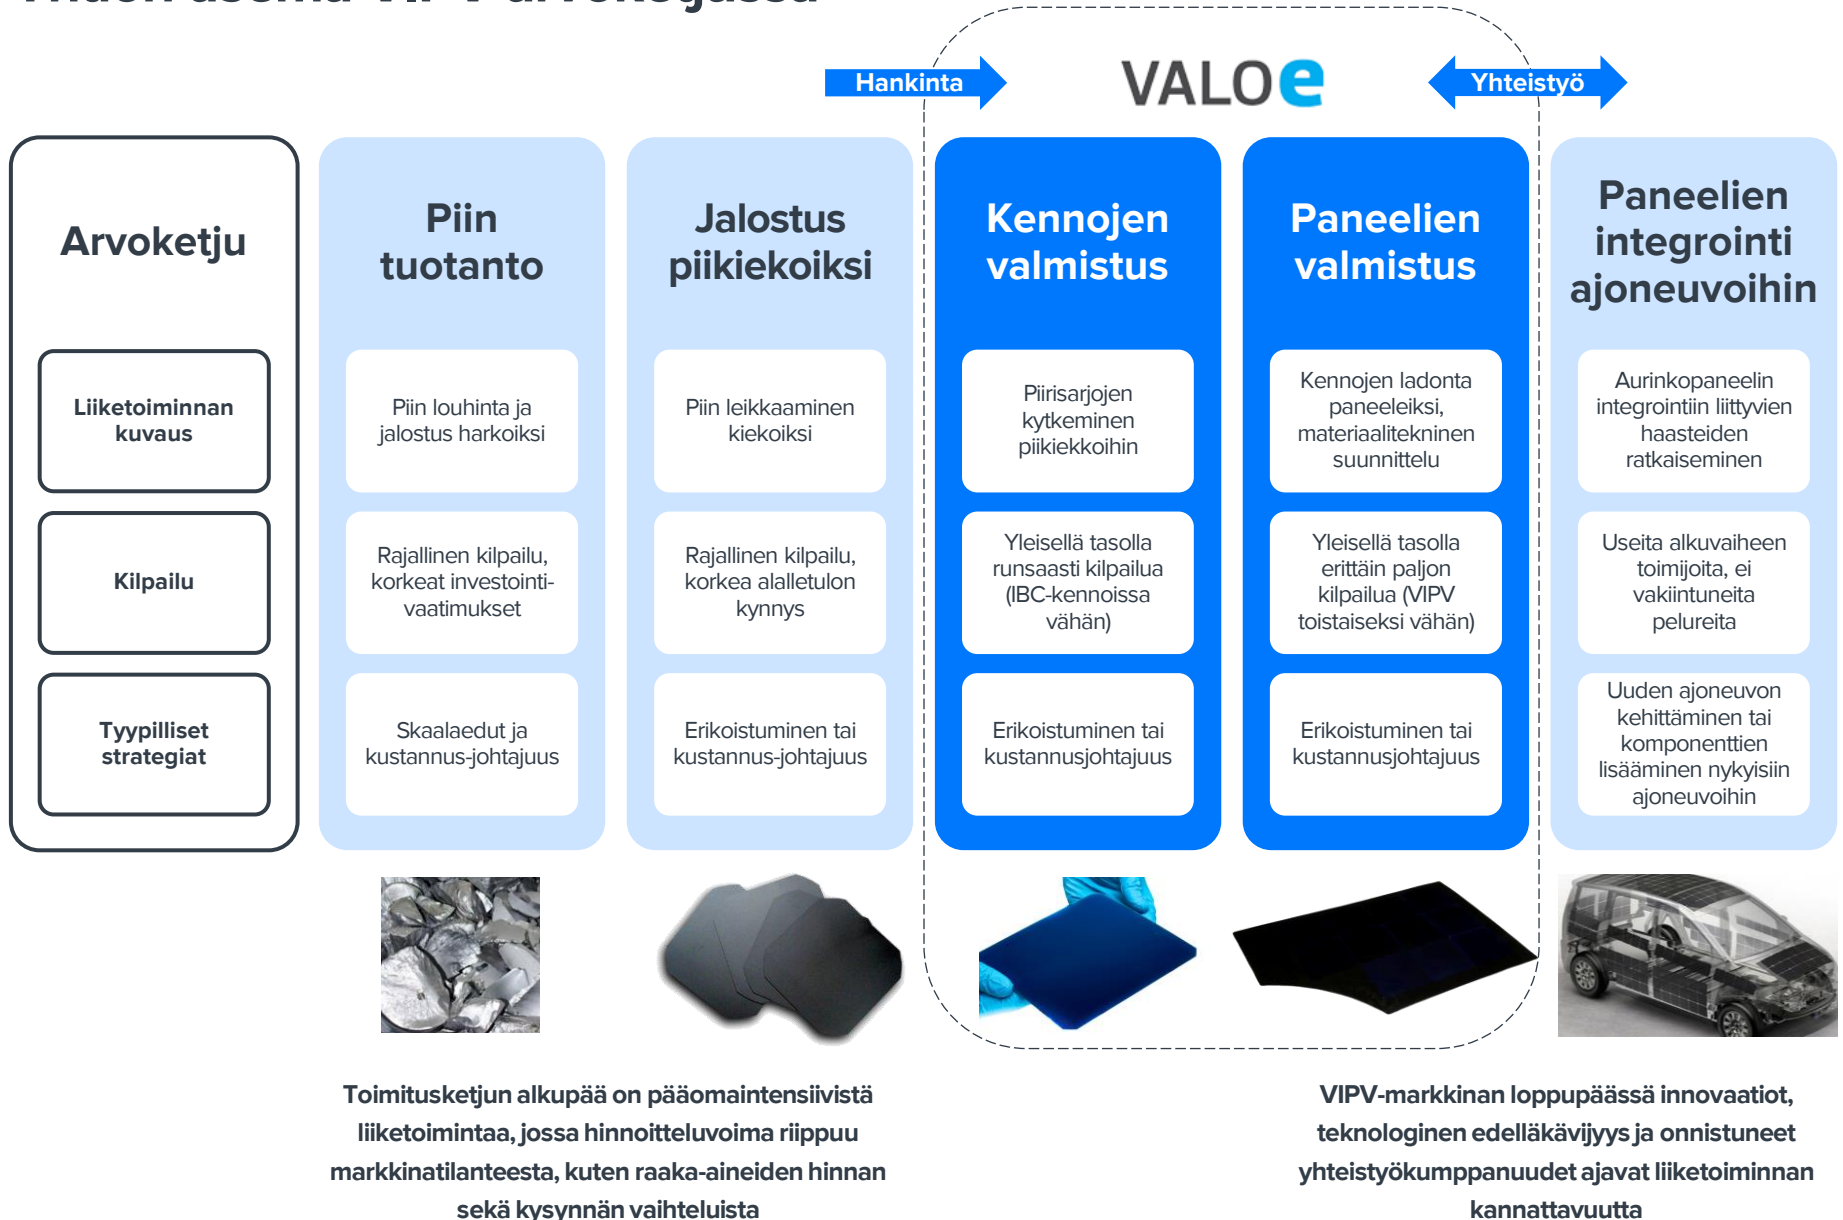 Yhtiön asema VIPV-arvoketjussa
Hankinta
VALOe
Yhteistyö
Arvoketju
Liiketoiminnan
kuvaus
Kilpailu
Tyypilliset
strategiat
Piin
tuotanto
Piin louhinta ja
jalostus harkoiksi
Rajallinen kilpailu,
korkeat investointi-
vaatimukset
Skaalaedut ja
kustannus-johtajuus
Jalostus
piikiekoiksi
Piin leikkaaminen
kiekoiksi
Rajallinen kilpailu,
korkea alalletulon
kynnys
Erikoistuminen tai
kustannus-johtajuus
Kennojen
valmistus
Piirisarjojen
kytkeminen
piikiekkoihin
Yleisellä tasolla
runsaasti kilpailua
(IBC-kennoissa
vähän)
Erikoistuminen tai
kustannusjohtajuus
Paneelien
valmistus
Kennojen ladonta
paneeleiksi,
materiaalitekninen
suunnittelu
Yleisellä tasolla
erittäin paljon
kilpailua (VIPV
toistaiseksi vähän)
Erikoistuminen tai
kustannusjohtajuus
Paneelien
integrointi
ajoneuvoihin
Aurinkopaneelin
integrointiin liittyvien
haasteiden
ratkaiseminen
Useita alkuvaiheen
toimijoita, ei
vakiintuneita
pelureita
Uuden ajoneuvon
kehittäminen tai
komponenttien
lisääminen nykyisiin
ajoneuvoihin
Toimitusketjun alkupää on pääomaintensiivistä
liiketoimintaa, jossa hinnoitteluvoima riippuu
markkinatilanteesta, kuten raaka-aineiden hinnan
sekä kysynnän vaihteluista
VIPV-markkinan loppupäässä innovaatiot,
teknologinen edelläkävijyys ja onnistuneet
yhteistyökumppanuudet ajavat liiketoiminnan
kannattavuutta